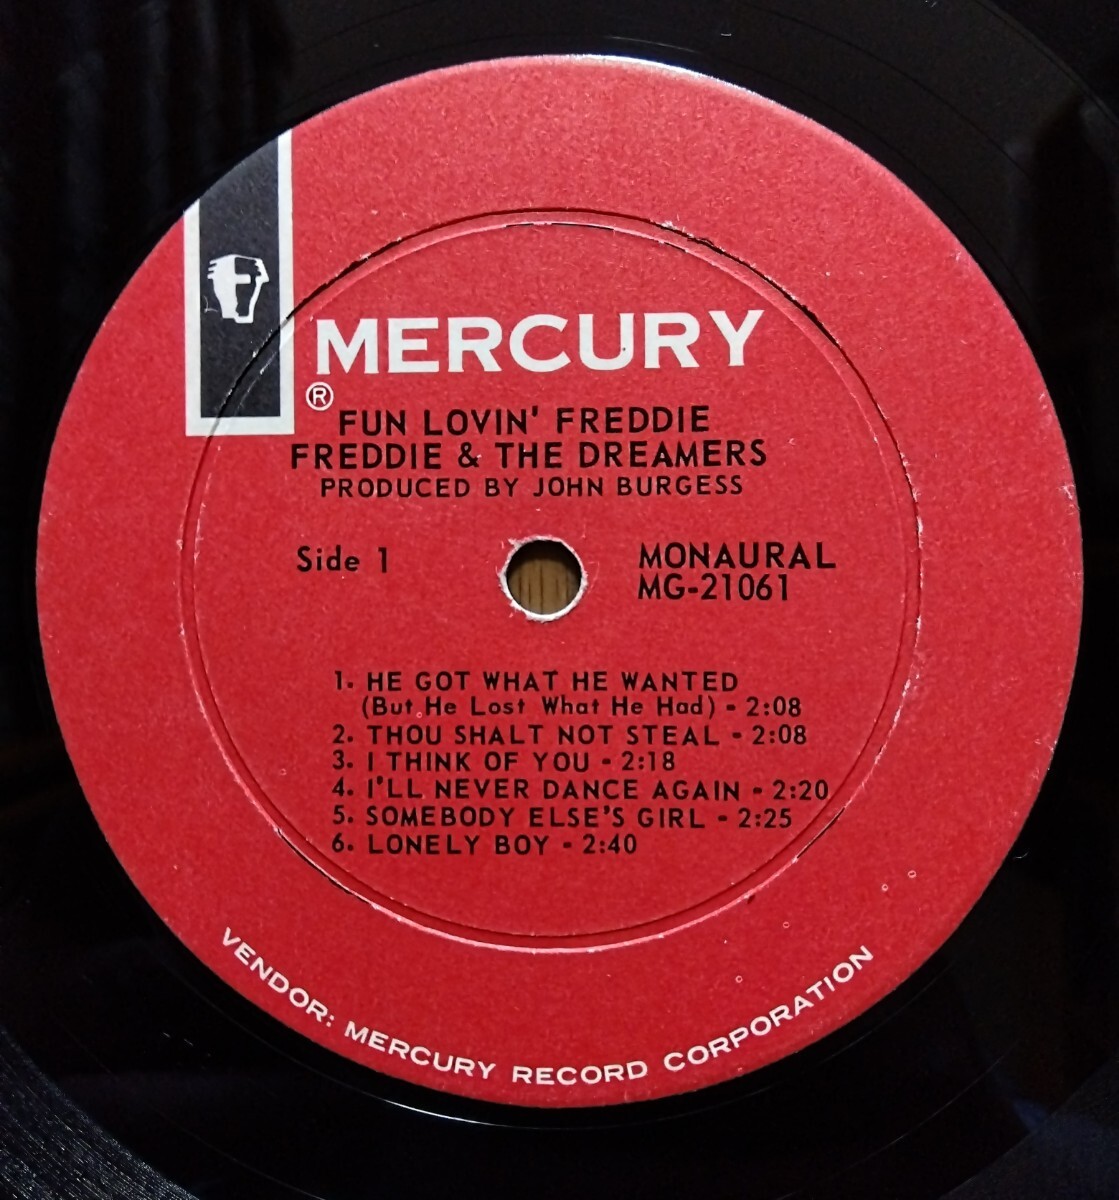 MERCURY
®
FUN LOVIN' FREDDIE
FREDDIE & THE DREAMERS
PRODUCED BY JOHN BURGESS
Side 1
MONAURAL
MG-21061
1. HE GOT WHAT HE WANTED
(But He Lost What He Had) - 2:08
2. THOU SHALT NOT STEAL - 2:08
3. I THINK OF YOU - 2:18
4. I'LL NEVER DANCE AGAIN - 2:20
5. SOMEBODY ELSE'S GIRL - 2:25
6. LONELY BOY - 2:40
VENDOR: MERCURY RECORD CORPORATION